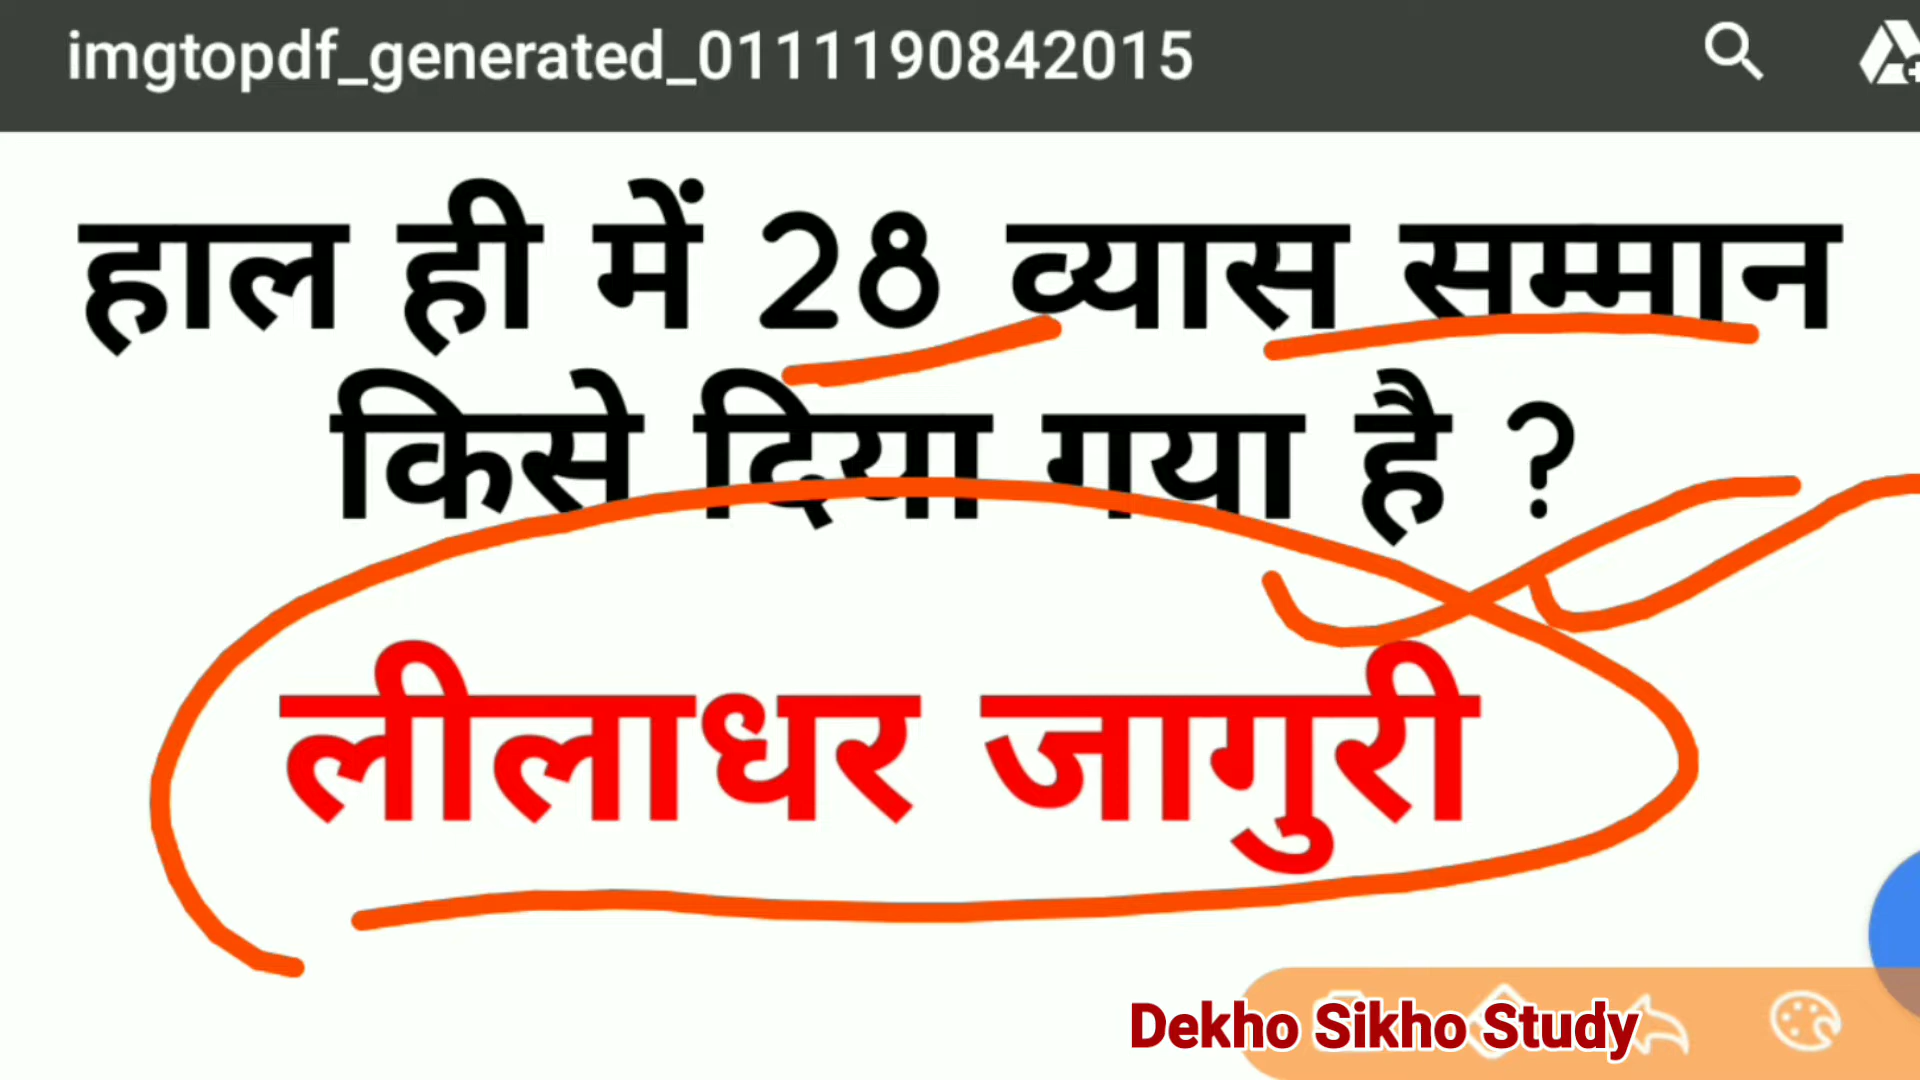 imgtopdf_generated_0111190842015
हाल ही में 28 व्यास सम्मान
किसे दिया गया है ?
लीलाधर जागुरी
Dekho Sikho Study